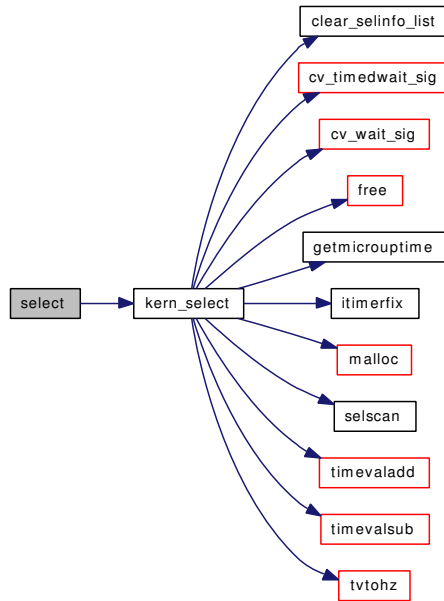 clear_selinfo_list
cv_timedwait_sig
cv_wait_sig
free
getmicrouptime
select
kern_select
itimerfix
malloc
selscan
timevaladd
timevalsub
tvtohz